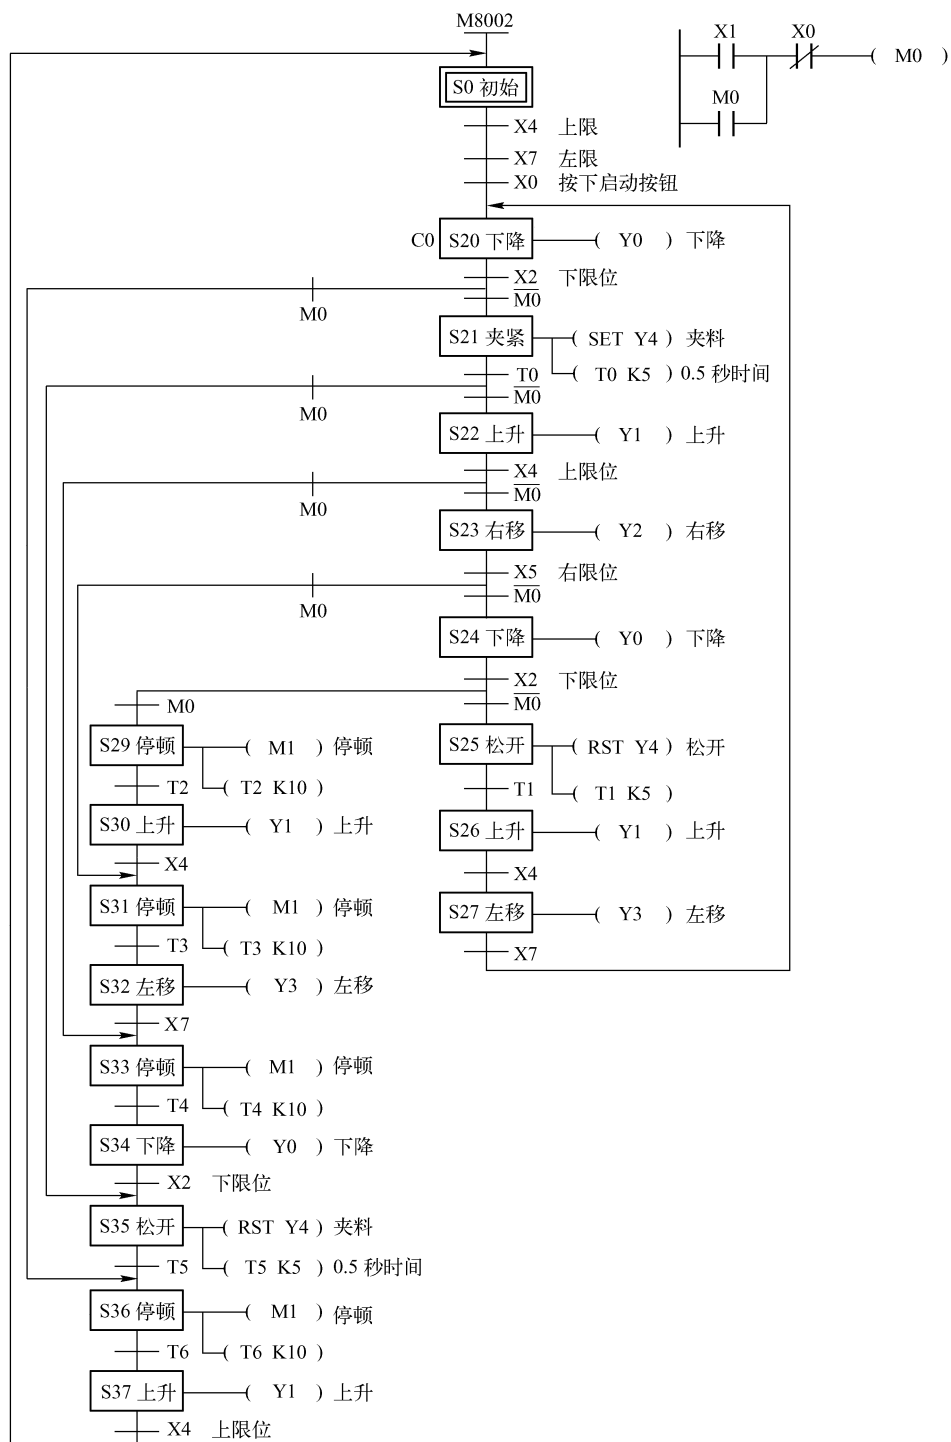 M8002
X1 X0
( M0 )
M0
S0 初始
X4 上限
X7 左限
X0 按下启动按钮
C0 S20 下降 ( Y0 ) 下降
X2 下限位
M0
M0
S21 夹紧 ( SET Y4 ) 夹料
T0 ( T0 K5 ) 0.5 秒时间
M0
M0
S22 上升 ( Y1 ) 上升
X4 上限位
M0
M0
S23 右移 ( Y2 ) 右移
X5 右限位
M0
M0
S24 下降 ( Y0 ) 下降
X2 下限位
M0
M0
S25 松开 ( RST Y4 ) 松开
T1 ( T1 K5 )
S26 上升 ( Y1 ) 上升
X4
S27 左移 ( Y3 ) 左移
X7
S29 停顿 ( M1 ) 停顿
T2 ( T2 K10 )
S30 上升 ( Y1 ) 上升
X4
S31 停顿 ( M1 ) 停顿
T3 ( T3 K10 )
S32 左移 ( Y3 ) 左移
X7
S33 停顿 ( M1 ) 停顿
T4 ( T4 K10 )
S34 下降 ( Y0 ) 下降
X2 下限位
S35 松开 ( RST Y4 ) 夹料
T5 ( T5 K5 ) 0.5 秒时间
S36 停顿 ( M1 ) 停顿
T6 ( T6 K10 )
S37 上升 ( Y1 ) 上升
X4 上限位